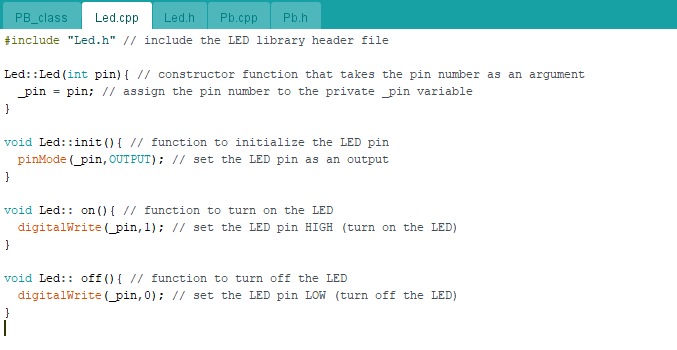 PB_class Led.cpp Led.h Pb.cpp Pb.h
#include "Led.h" // include the LED library header file
Led::Led(int pin){ // constructor function that takes the pin number as an argument
_pin = pin; // assign the pin number to the private _pin variable
}
void Led::init(){ // function to initialize the LED pin
pinMode(_pin,OUTPUT); // set the LED pin as an output
}
void Led:: on(){ // function to turn on the LED
digitalWrite(_pin,1); // set the LED pin HIGH (turn on the LED)
}
void Led:: off(){ // function to turn off the LED
digitalWrite(_pin,0); // set the LED pin LOW (turn off the LED)
}